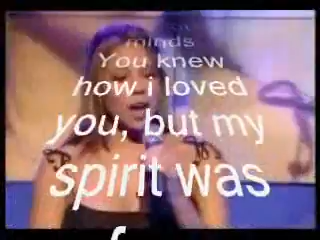 minds
You knew
how i loved
you, but my
spirit was